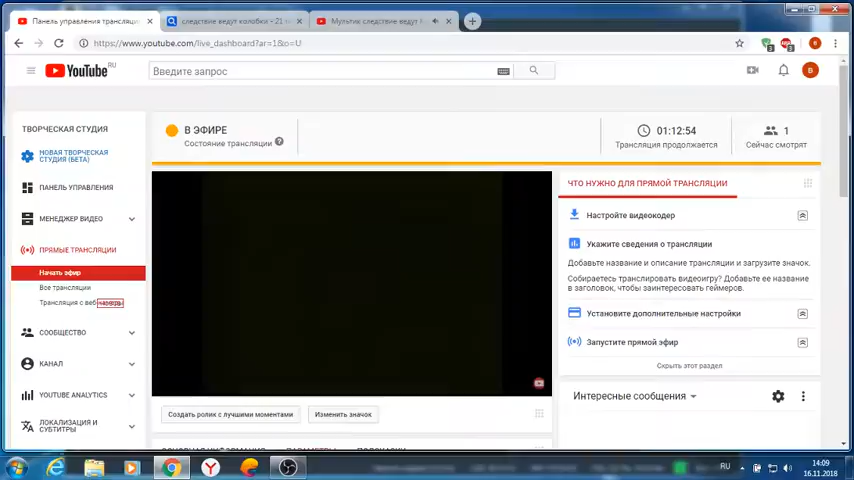 Панель управления трансляци
следствие ведут колобки - 21 т
Мультик следствие ведут
https://www.youtube.com/live_dashboard?ar=1&o=U
YouTube RU
Введите запрос
B
ТВОРЧЕСКАЯ СТУДИЯ
НОВАЯ ТВОРЧЕСКАЯ
СТУДИЯ (БЕТА)
ПАНЕЛЬ УПРАВЛЕНИЯ
МЕНЕДЖЕР ВИДЕО
ПРЯМЫЕ ТРАНСЛЯЦИИ
Начать эфир
Все трансляции
Трансляция с веб-камеры
СООБЩЕСТВО
КАНАЛ
YOUTUBE ANALYTICS
ЛОКАЛИЗАЦИЯ И
СУБТИТРЫ
В ЭФИРЕ
Состояние трансляции ?
01:12:54
Трансляция продолжается
1
Сейчас смотрят
ЧТО НУЖНО ДЛЯ ПРЯМОЙ ТРАНСЛЯЦИИ
Настройте видеокодер
Укажите сведения о трансляции
Добавьте название и описание трансляции и загрузите значок.
Собираетесь транслировать видеоигру? Добавьте ее название
в заголовок, чтобы заинтересовать геймеров.
Установите дополнительные настройки
Запустите прямой эфир
Скрыть этот раздел
Интересные сообщения
Создать ролик с лучшими моментами
Изменить значок
RU
14:09
16.11.2018